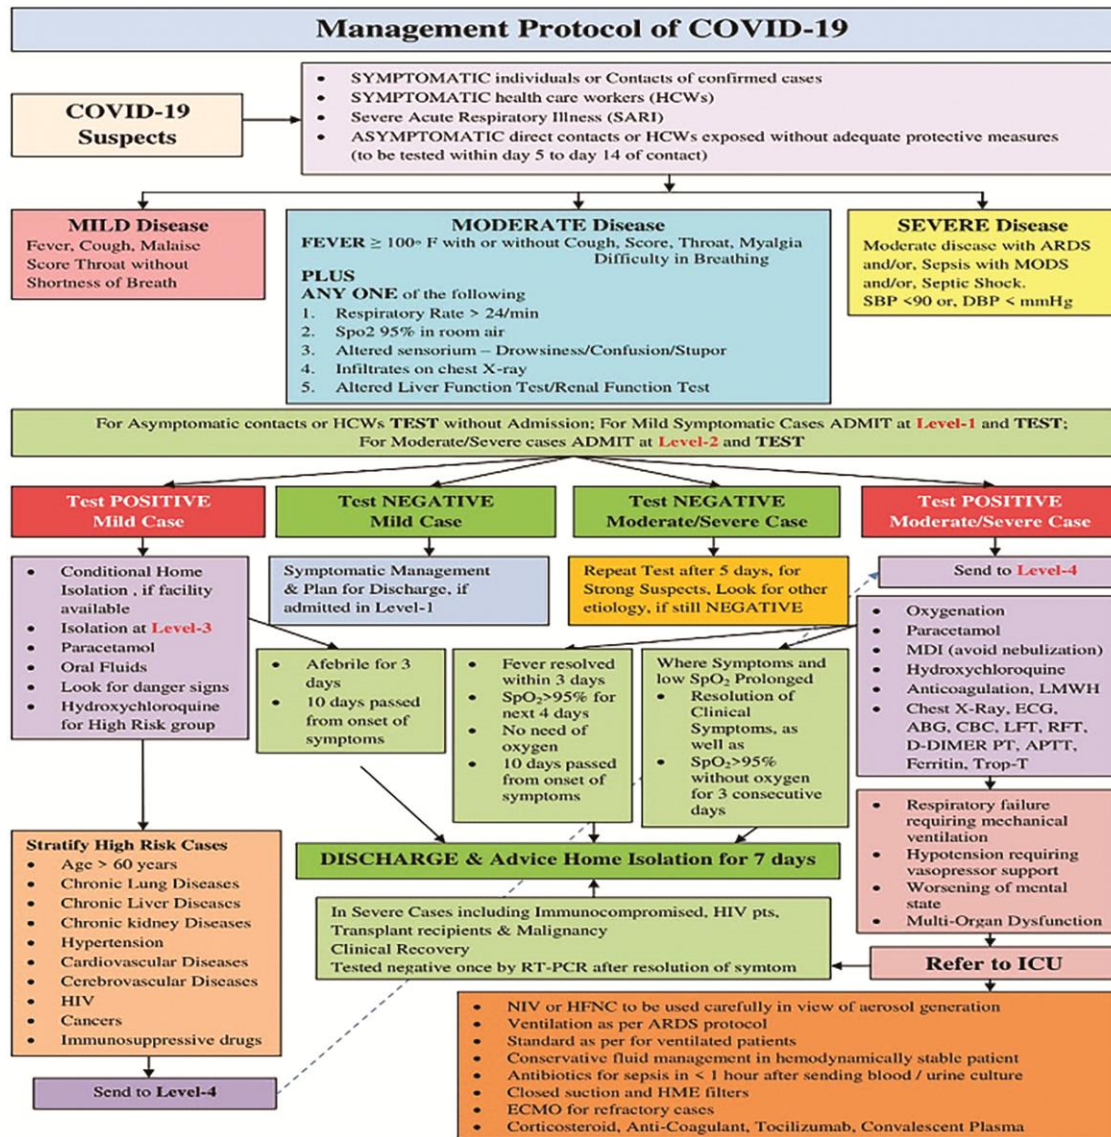 Management Protocol of COVID-19
COVID-19
Suspects
• SYMPTOMATIC individuals or Contacts of confirmed cases
• SYMPTOMATIC health care workers (HCWs)
• Severe Acute Respiratory Illness (SARI)
• ASYMPTOMATIC direct contacts or HCWs exposed without adequate protective measures
(to be tested within day 5 to day 14 of contact)
MILD Disease
Fever, Cough, Malaise
Score Throat without
Shortness of Breath
MODERATE Disease
FEVER ≥ 100° F with or without Cough, Score, Throat, Myalgia
Difficulty in Breathing
PLUS
ANY ONE of the following
1. Respiratory Rate > 24/min
2. Spo2 95% in room air
3. Altered sensorium – Drowsiness/Confusion/Stupor
4. Infiltrates on chest X-ray
5. Altered Liver Function Test/Renal Function Test
SEVERE Disease
Moderate disease with ARDS
and/or, Sepsis with MODS
and/or, Septic Shock.
SBP <90 or, DBP < mmHg
For Asymptomatic contacts or HCWs TEST without Admission; For Mild Symptomatic Cases ADMIT at Level-1 and TEST;
For Moderate/Severe cases ADMIT at Level-2 and TEST
Test POSITIVE
Mild Case
Test NEGATIVE
Mild Case
Test NEGATIVE
Moderate/Severe Case
Test POSITIVE
Moderate/Severe Case
• Conditional Home
Isolation , if facility
available
• Isolation at Level-3
• Paracetamol
• Oral Fluids
• Look for danger signs
• Hydroxychloroquine
for High Risk group
Symptomatic Management
& Plan for Discharge, if
admitted in Level-1
Repeat Test after 5 days, for
Strong Suspects, Look for other
etiology, if still NEGATIVE
Send to Level-4
• Oxygenation
• Paracetamol
• MDI (avoid nebulization)
• Hydroxychloroquine
• Anticoagulation, LMWH
• Chest X-Ray, ECG,
ABG, CBC, LFT, RFT,
D-DIMER PT, APTT,
Ferritin, Trop-T
• Afebrile for 3
days
• 10 days passed
from onset of
symptoms
• Fever resolved
within 3 days
• SpO₂>95% for
next 4 days
• No need of
oxygen
• 10 days passed
from onset of
symptoms
Where Symptoms and
low SpO₂ Prolonged
• Resolution of
Clinical
Symptoms, as
well as
• SpO₂>95%
without oxygen
for 3 consecutive
days
• Respiratory failure
requiring mechanical
ventilation
• Hypotension requiring
vasopressor support
• Worsening of mental
state
• Multi-Organ Dysfunction
Stratify High Risk Cases
• Age > 60 years
• Chronic Lung Diseases
• Chronic Liver Diseases
• Chronic kidney Diseases
• Hypertension
• Cardiovascular Diseases
• Cerebrovascular Diseases
• HIV
• Cancers
• Immunosuppressive drugs
DISCHARGE & Advice Home Isolation for 7 days
In Severe Cases including Immunocompromised, HIV pts,
Transplant recipients & Malignancy
Clinical Recovery
Tested negative once by RT-PCR after resolution of symtom
Refer to ICU
Send to Level-4
• NIV or HFNC to be used carefully in view of aerosol generation
• Ventilation as per ARDS protocol
• Standard as per for ventilated patients
• Conservative fluid management in hemodynamically stable patient
• Antibiotics for sepsis in < 1 hour after sending blood / urine culture
• Closed suction and HME filters
• ECMO for refractory cases
• Corticosteroid, Anti-Coagulant, Tocilizumab, Convalescent Plasma